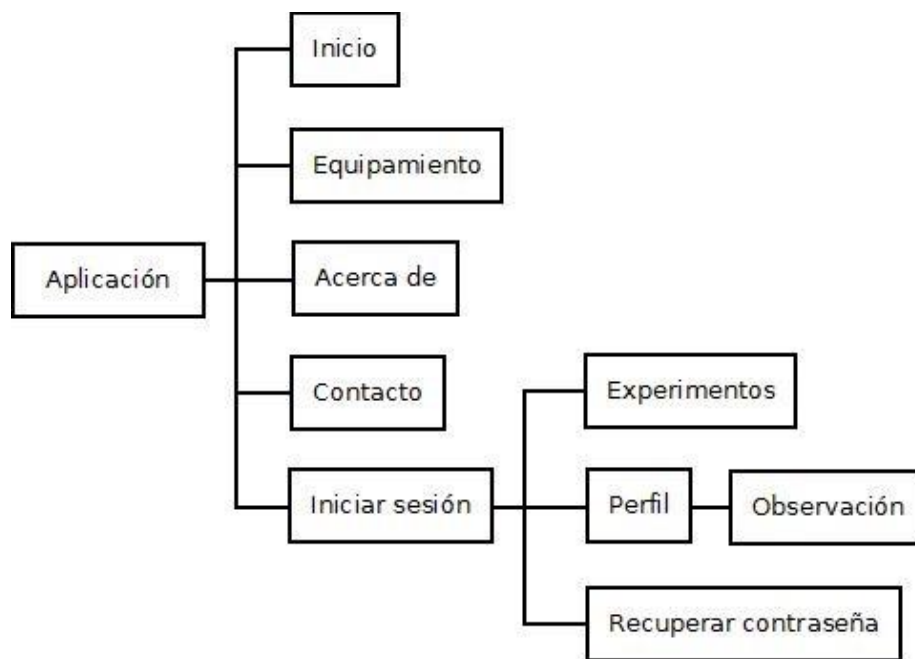 Inicio
Equipamiento
Aplicación
Acerca de
Contacto
Experimentos
Iniciar sesión
Perfil
Observación
Recuperar contraseña